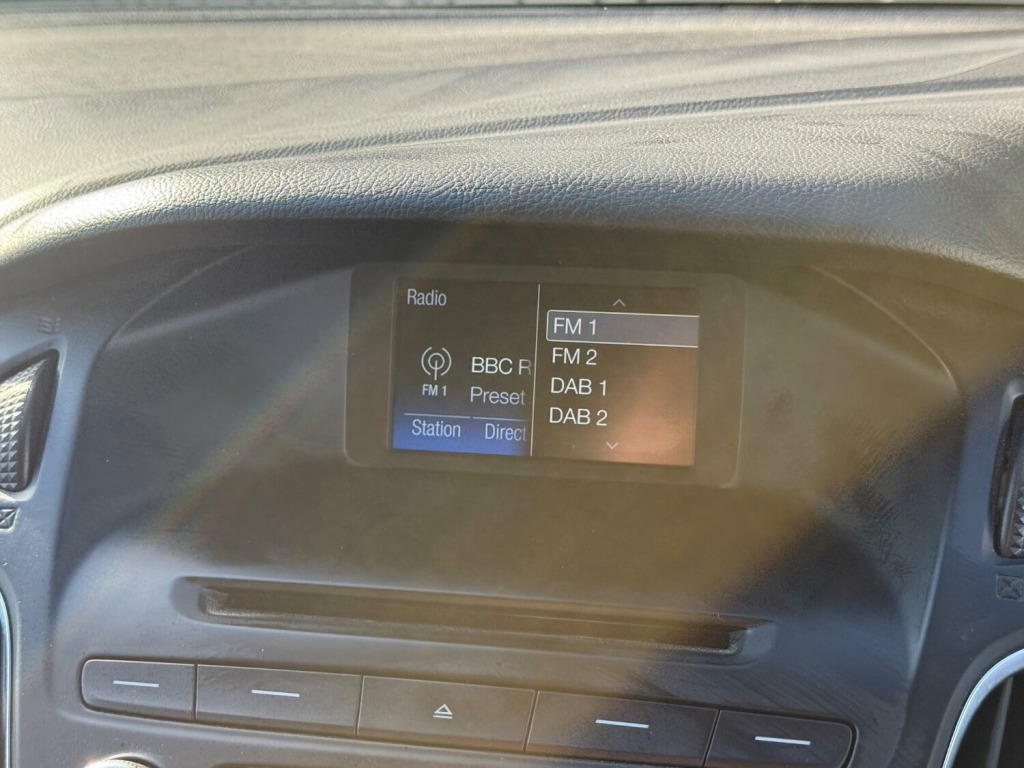 Radio
FM 1
BBC R
Preset
Station Direct
FM 1
FM 2
DAB 1
DAB 2